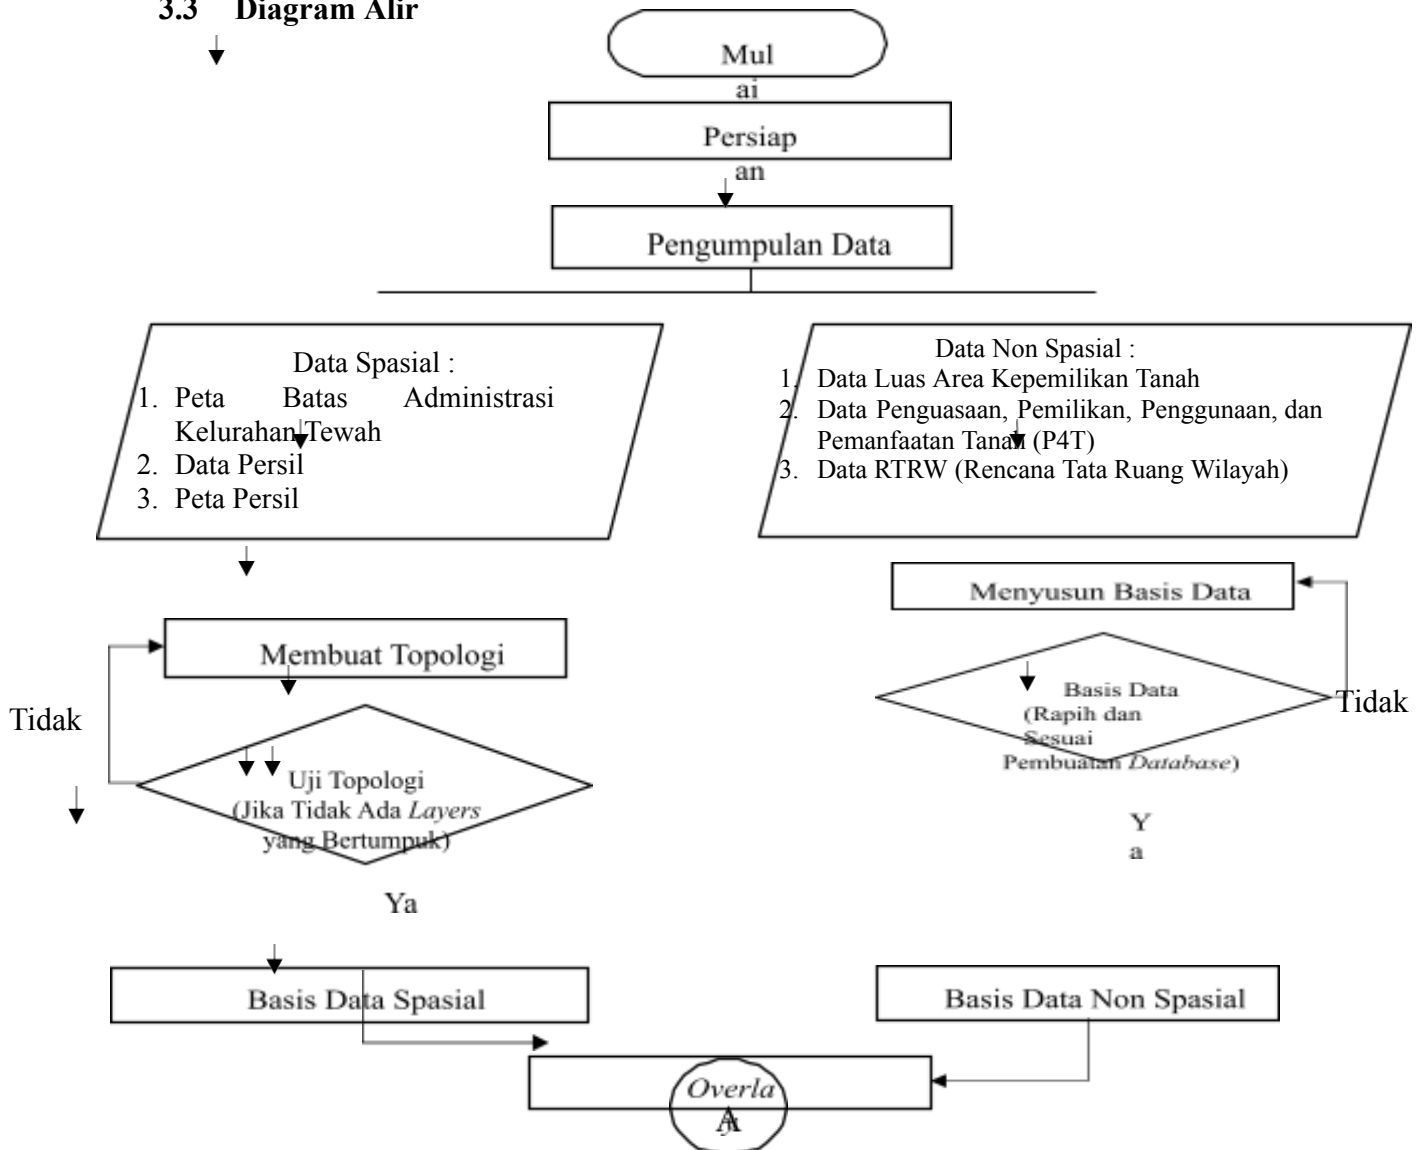 3.3 Diagram Alir
Mul
ai
Persiap
an
Pengumpulan Data
Data Spasial :
1. Peta Batas Administrasi
Kelurahan Tewah
2. Data Persil
3. Peta Persil
Data Non Spasial :
1. Data Luas Area Kepemilikan Tanah
2. Data Penguasaan, Pemilikan, Penggunaan, dan
Pemanfaatan Tanah (P4T)
3. Data RTRW (Rencana Tata Ruang Wilayah)
Membuat Topologi
Tidak
Uji Topologi
(Jika Tidak Ada Layers
yang Bertumpuk)
Ya
Basis Data Spasial
Menyusun Basis Data
Tidak
Basis Data
(Rapih dan
Sesuai
Pembuatan Database)
Y
a
Basis Data Non Spasial
Overla
y
A